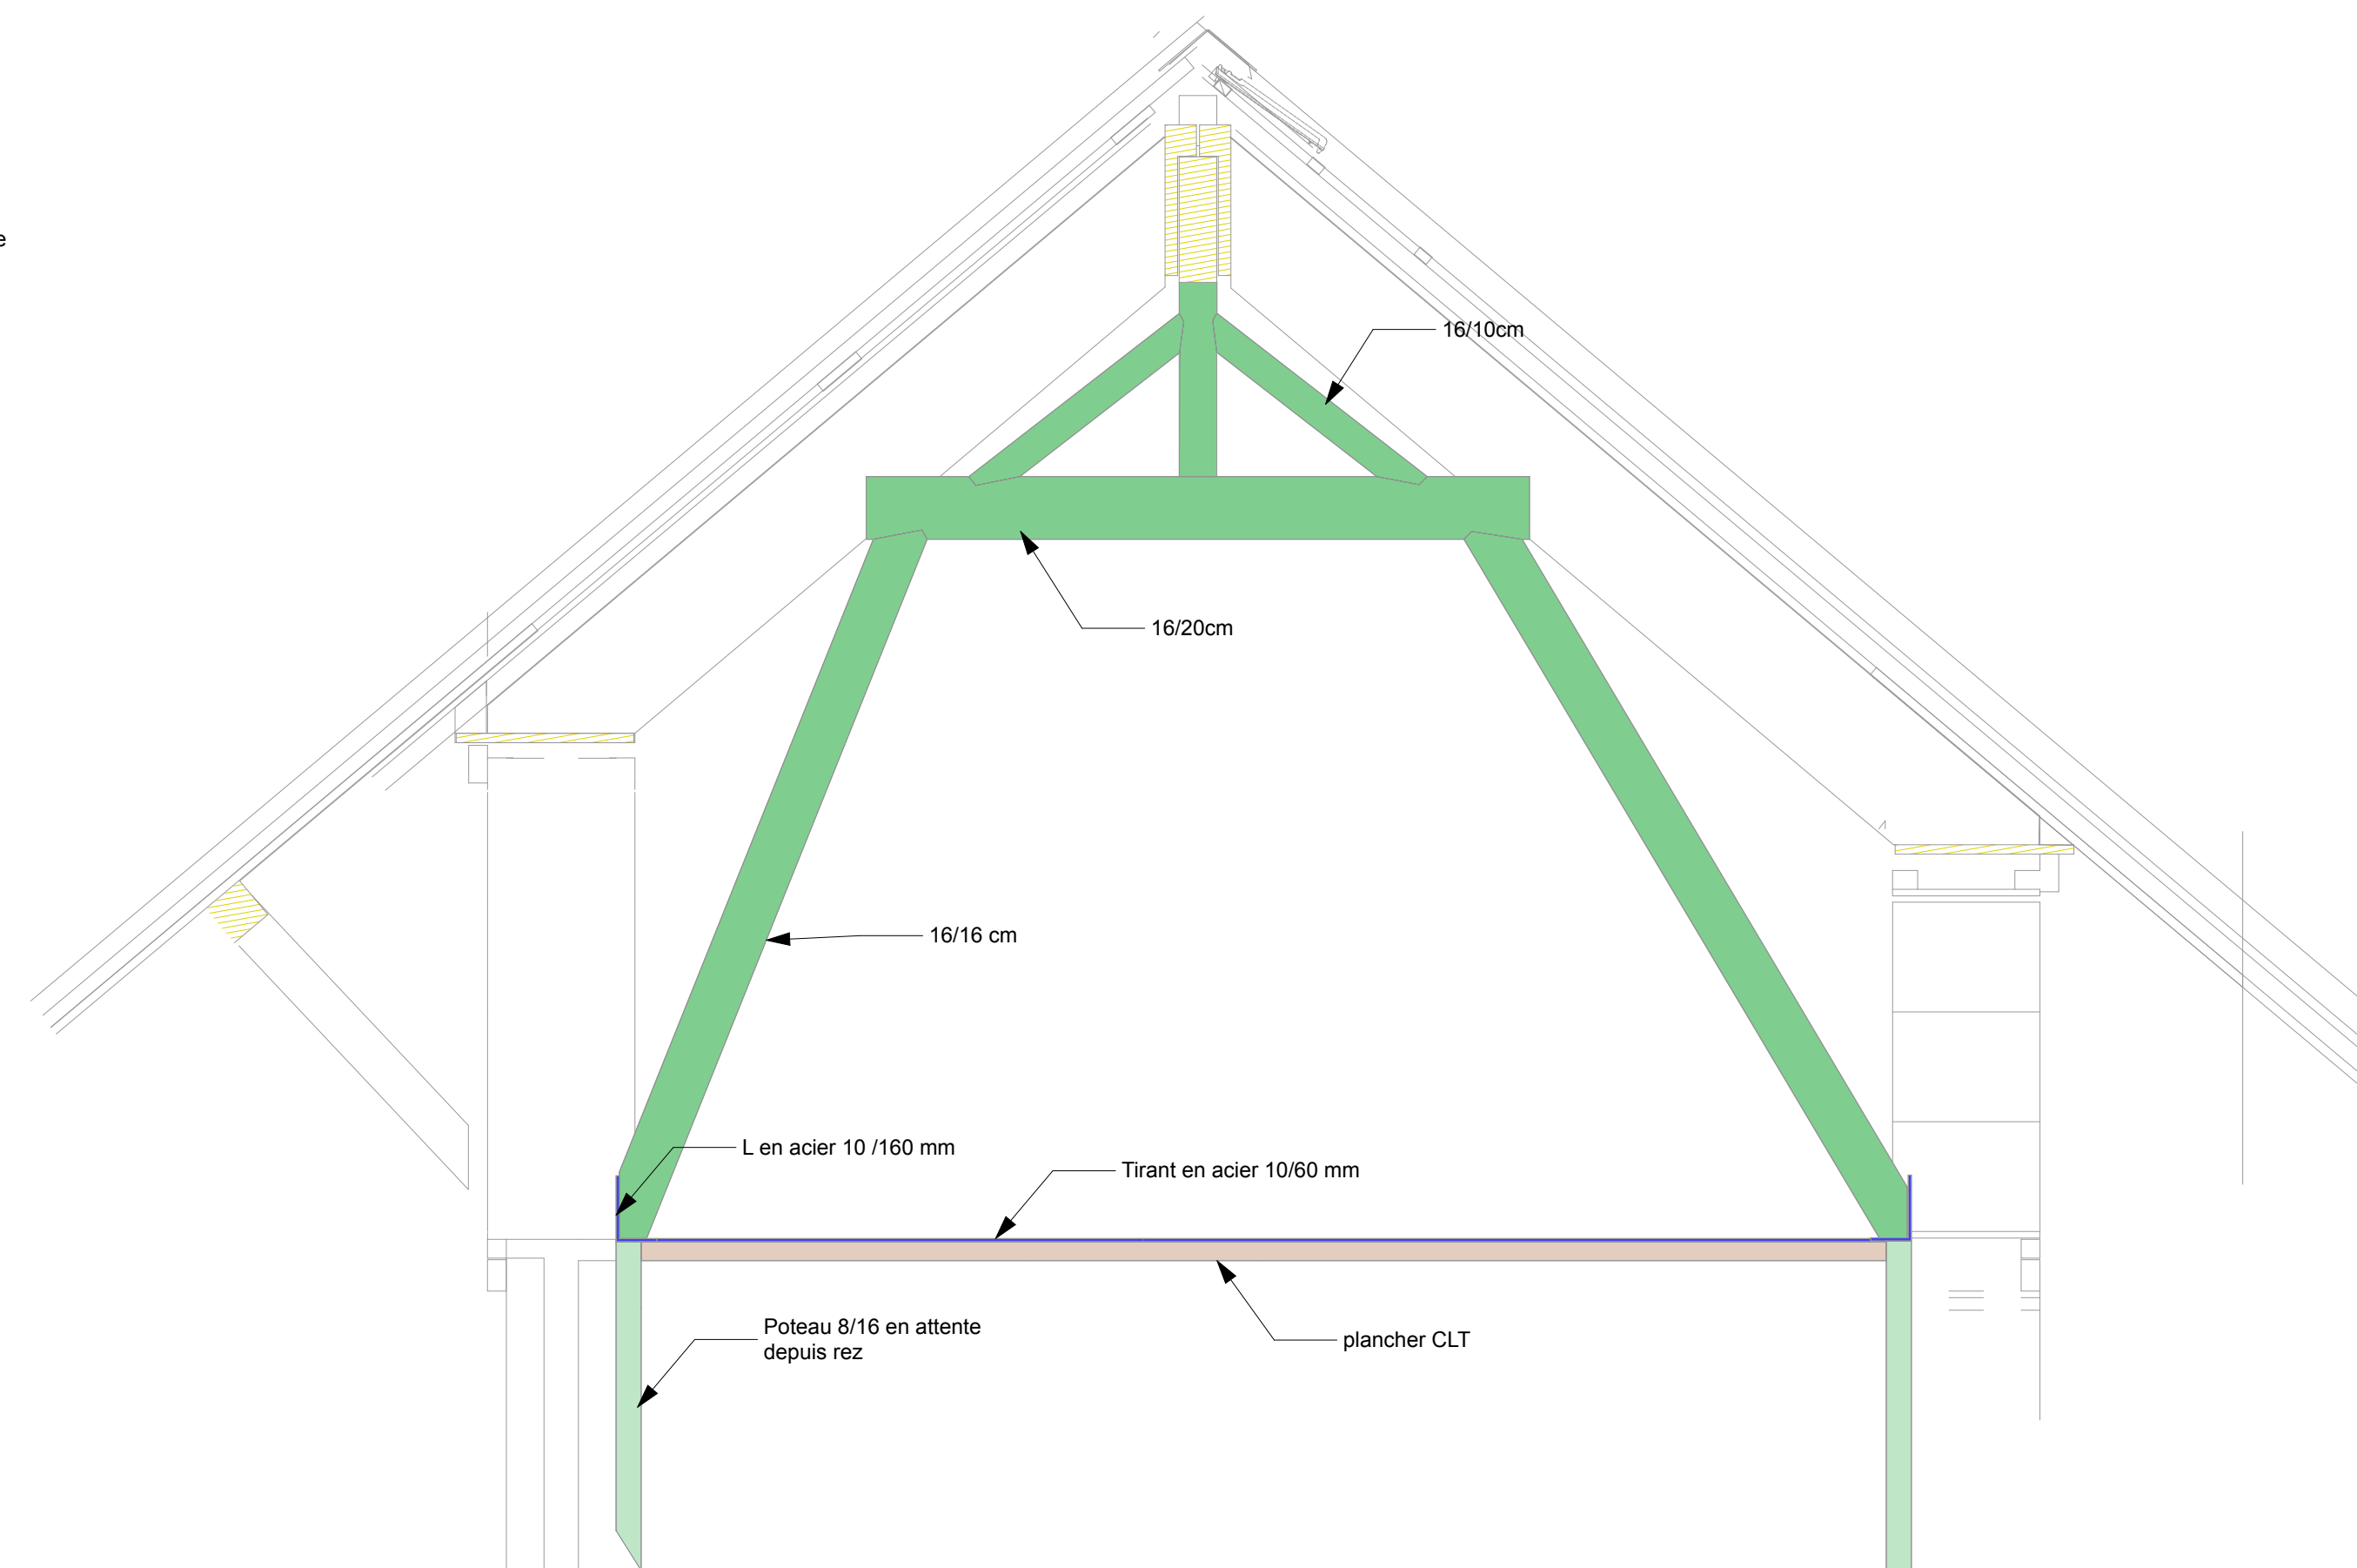 e
16/10cm
16/20cm
16/16 cm
L en acier 10 /160 mm
Tirant en acier 10/60 mm
Poteau 8/16 en attente
depuis rez
plancher CLT